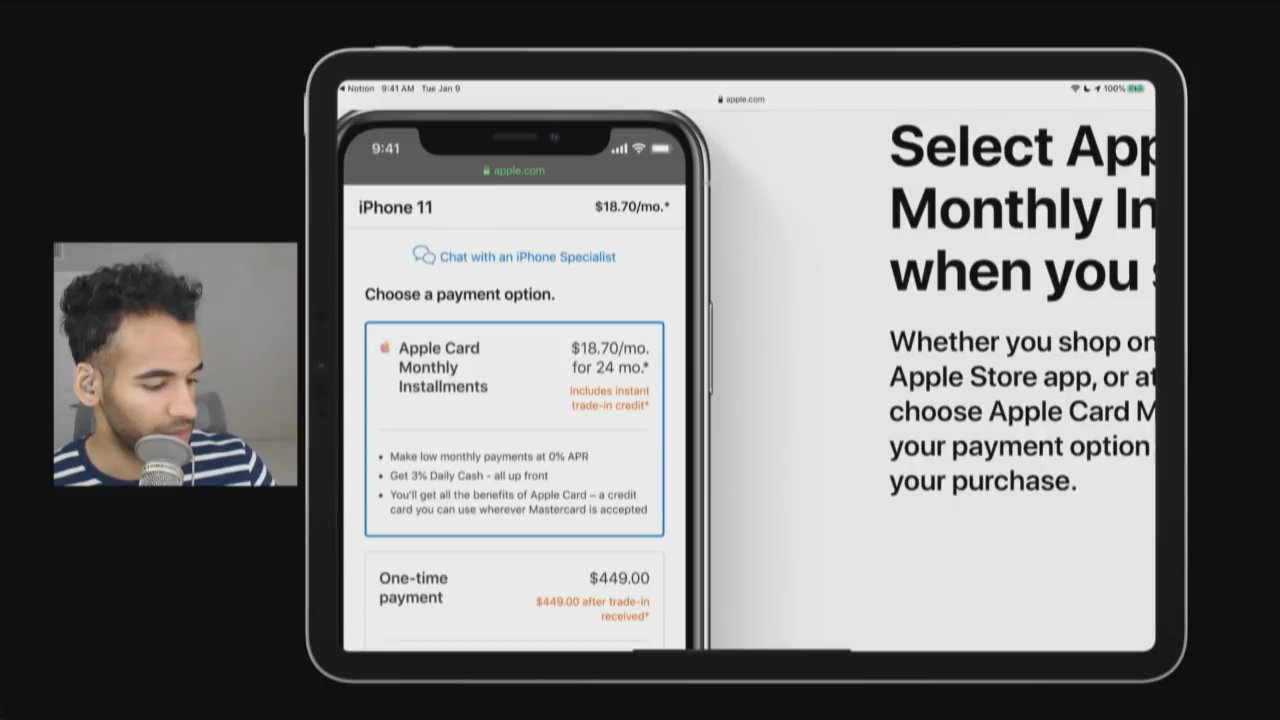 Notion 9:41 AM Tue Jan 9
100%
apple.com
9:41
apple.com
iPhone 11
$18.70/mo.*
Chat with an iPhone Specialist
Choose a payment option.
Apple Card
Monthly
Installments
$18.70/mo.
for 24 mo.*
Includes instant
trade-in credit*
• Make low monthly payments at 0% APR
• Get 3% Daily Cash - all up front
• You'll get all the benefits of Apple Card – a credit
card you can use wherever Mastercard is accepted
One-time
payment
$449.00
$449.00 after trade-in
received*
Select App
Monthly In
when you
Whether you shop on
Apple Store app, or at
choose Apple Card M
your payment option
your purchase.